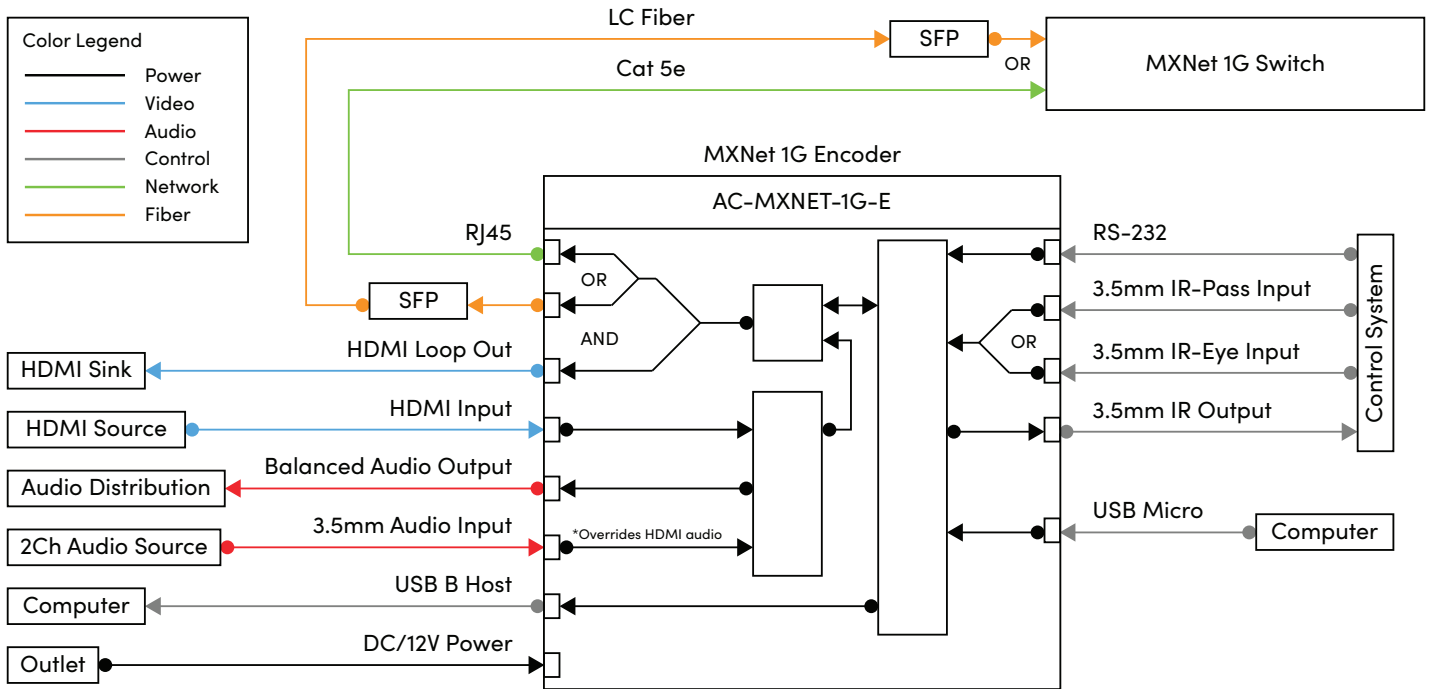 Color Legend
Power
Video
Audio
Control
Network
Fiber
LC Fiber
SFP
OR
Cat 5e
MXNet 1G Switch
MXNet 1G Encoder
AC-MXNET-1G-E
RJ45
OR
SFP
AND
HDMI Loop Out
HDMI Sink
HDMI Input
HDMI Source
Balanced Audio Output
Audio Distribution
3.5mm Audio Input
*Overrides HDMI audio
2Ch Audio Source
USB B Host
Computer
DC/12V Power
Outlet
RS-232
3.5mm IR-Pass Input
OR
3.5mm IR-Eye Input
3.5mm IR Output
Control System
USB Micro
Computer